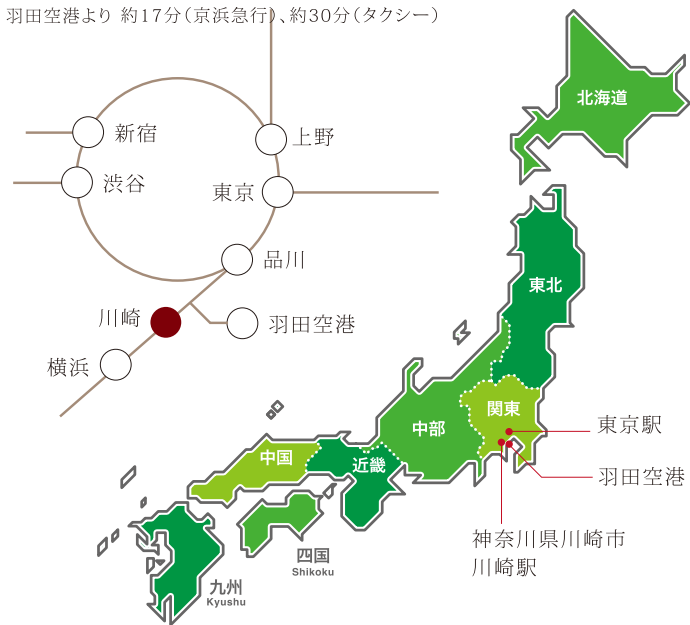 羽田空港より 約17分(京浜急行)、約30分(タクシー)
新宿
上野
渋谷
東京
品川
川崎
羽田空港
横浜
北海道
東北
関東
中部
東京駅
中国
近畿
羽田空港
神奈川県川崎市
川崎駅
四国
Shikoku
九州
Kyushu